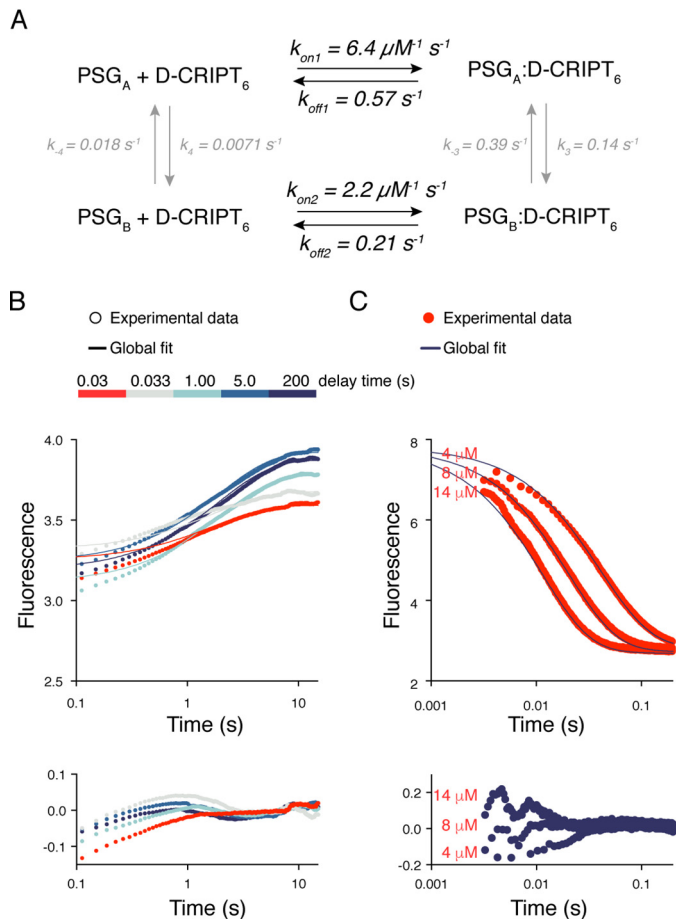 A
k_on1 = 6.4 µM⁻¹ s⁻¹
PSG_A + D-CRIPT_6
PSG_A:D-CRIPT_6
k_off1 = 0.57 s⁻¹
k_-4 = 0.018 s⁻¹
k_4 = 0.0071 s⁻¹
k_-3 = 0.39 s⁻¹
k_3 = 0.14 s⁻¹
k_on2 = 2.2 µM⁻¹ s⁻¹
PSG_B + D-CRIPT_6
PSG_B:D-CRIPT_6
k_off2 = 0.21 s⁻¹
B
Experimental data
Global fit
0.03 0.033 1.00 5.0 200 delay time (s)
4.0
3.5
3.0
2.5
Fluorescence
0.1 1 10
Time (s)
0.1
0.0
-0.1
0.1 1 10
Time (s)
C
Experimental data
Global fit
8
6
4
2
Fluorescence
4 µM
8 µM
14 µM
0.001 0.01 0.1
Time (s)
0.2
0.0
-0.2
14 µM
8 µM
4 µM
0.001 0.01 0.1
Time (s)